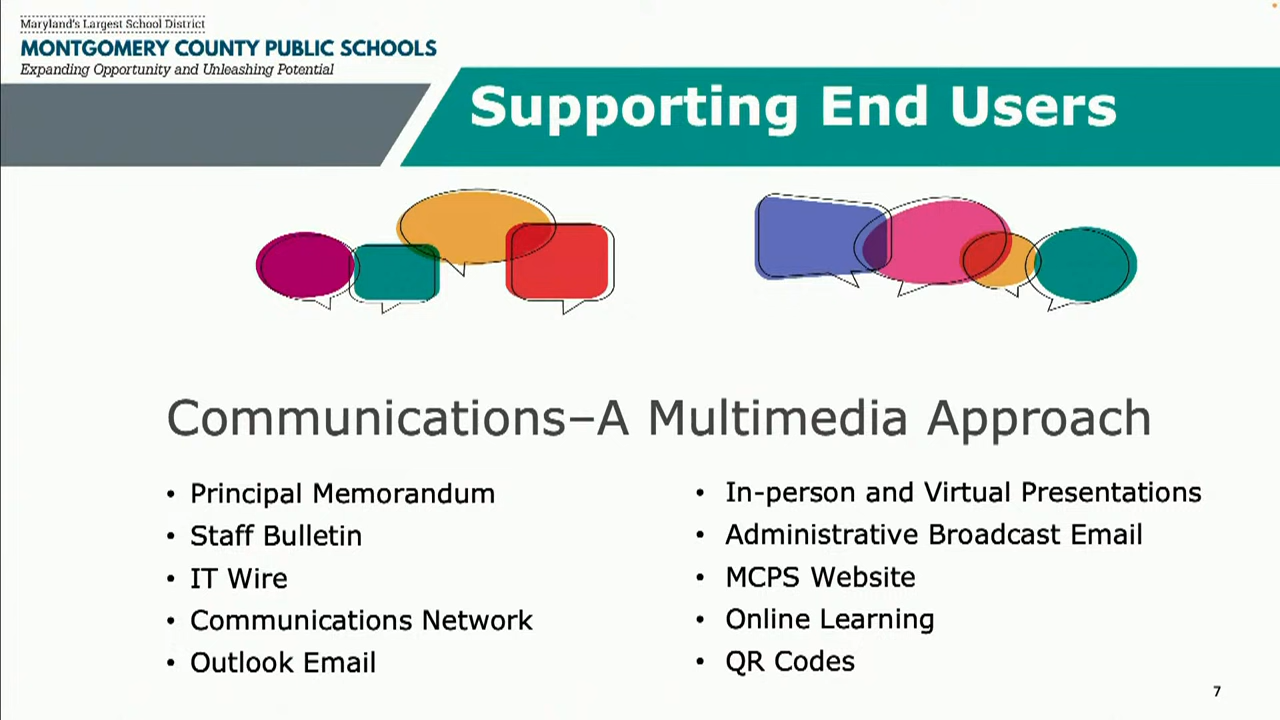 Maryland's Largest School District
MONTGOMERY COUNTY PUBLIC SCHOOLS
Expanding Opportunity and Unleashing Potential
Supporting End Users
Communications–A Multimedia Approach
• Principal Memorandum
• Staff Bulletin
• IT Wire
• Communications Network
• Outlook Email
• In-person and Virtual Presentations
• Administrative Broadcast Email
• MCPS Website
• Online Learning
• QR Codes
7